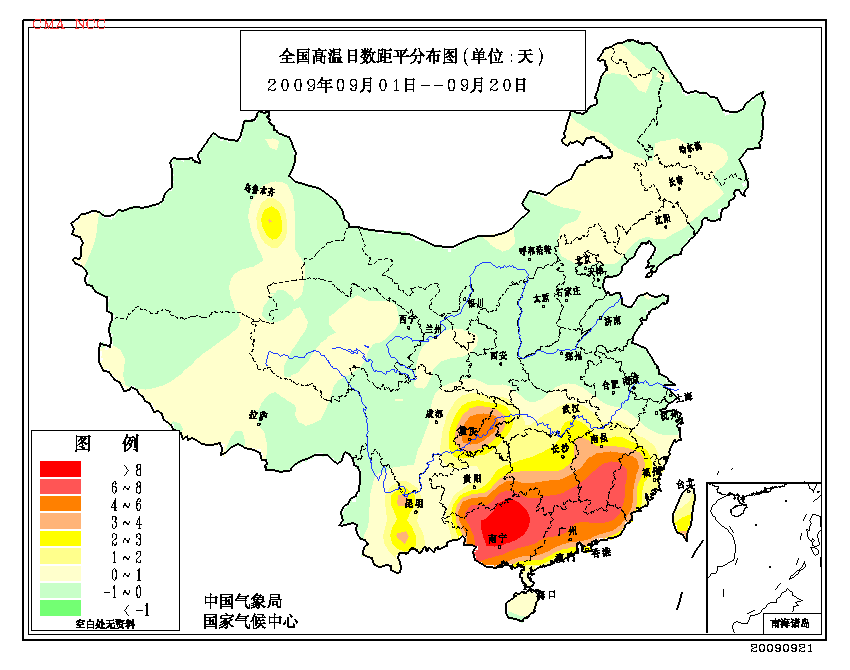 CMA NCC
全国高温日数距平分布图(单位:天)
2009年09月01日--09月20日
哈尔滨
长春
乌鲁木齐
沈阳
呼和浩特
北京
天津
石家庄
太原
银川
济南
西宁
兰州
郑州
西安
合肥
南京
上海
杭州
拉萨
成都
武汉
重庆
南昌
长沙
贵阳
福州
台北
昆明
广州
南宁
香港
澳门
海口
图 例
>8
6~8
4~6
3~4
2~3
1~2
0~1
-1~0
<-1
空白处无资料
中国气象局
国家气候中心
南海诸岛
20090921